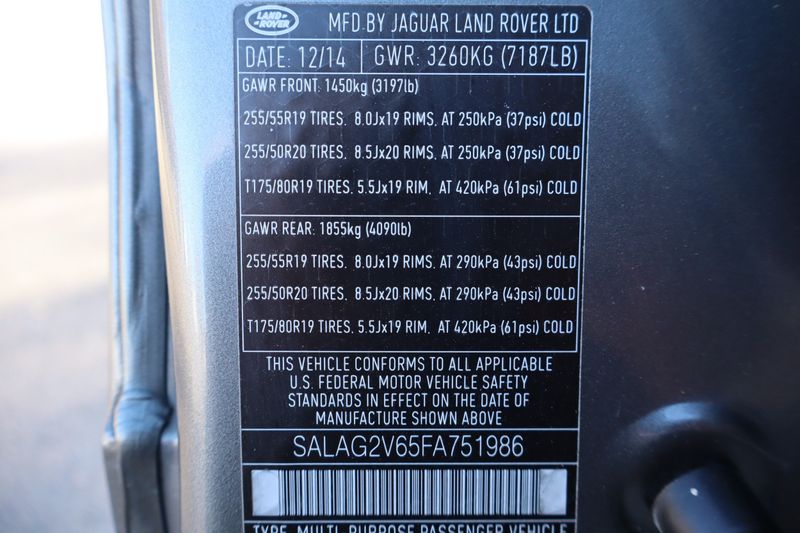 LAND ROVER MFD.BY JAGUAR LAND ROVER LTD
DATE: 12/14 GWR: 3260KG (7187LB)
GAWR FRONT: 1450kg (3197lb)
255/55R19 TIRES, 8.0Jx19 RIMS, AT 250kPa (37psi) COLD
255/50R20 TIRES, 8.5Jx20 RIMS, AT 250kPa (37psi) COLD
T175/80R19 TIRES, 5.5Jx19 RIM, AT 420kPa (61psi) COLD
GAWR REAR: 1855kg (4090lb)
255/55R19 TIRES, 8.0Jx19 RIMS, AT 290kPa (43psi) COLD
255/50R20 TIRES, 8.5Jx20 RIMS, AT 290kPa (43psi) COLD
T175/80R19 TIRES, 5.5Jx19 RIM, AT 420kPa (61psi) COLD
THIS VEHICLE CONFORMS TO ALL APPLICABLE
U.S. FEDERAL MOTOR VEHICLE SAFETY
STANDARDS IN EFFECT ON THE DATE OF
MANUFACTURE SHOWN ABOVE
SALAG2V65FA751986
TYPE: MULTI-PURPOSE PASSENGER VEHICLE